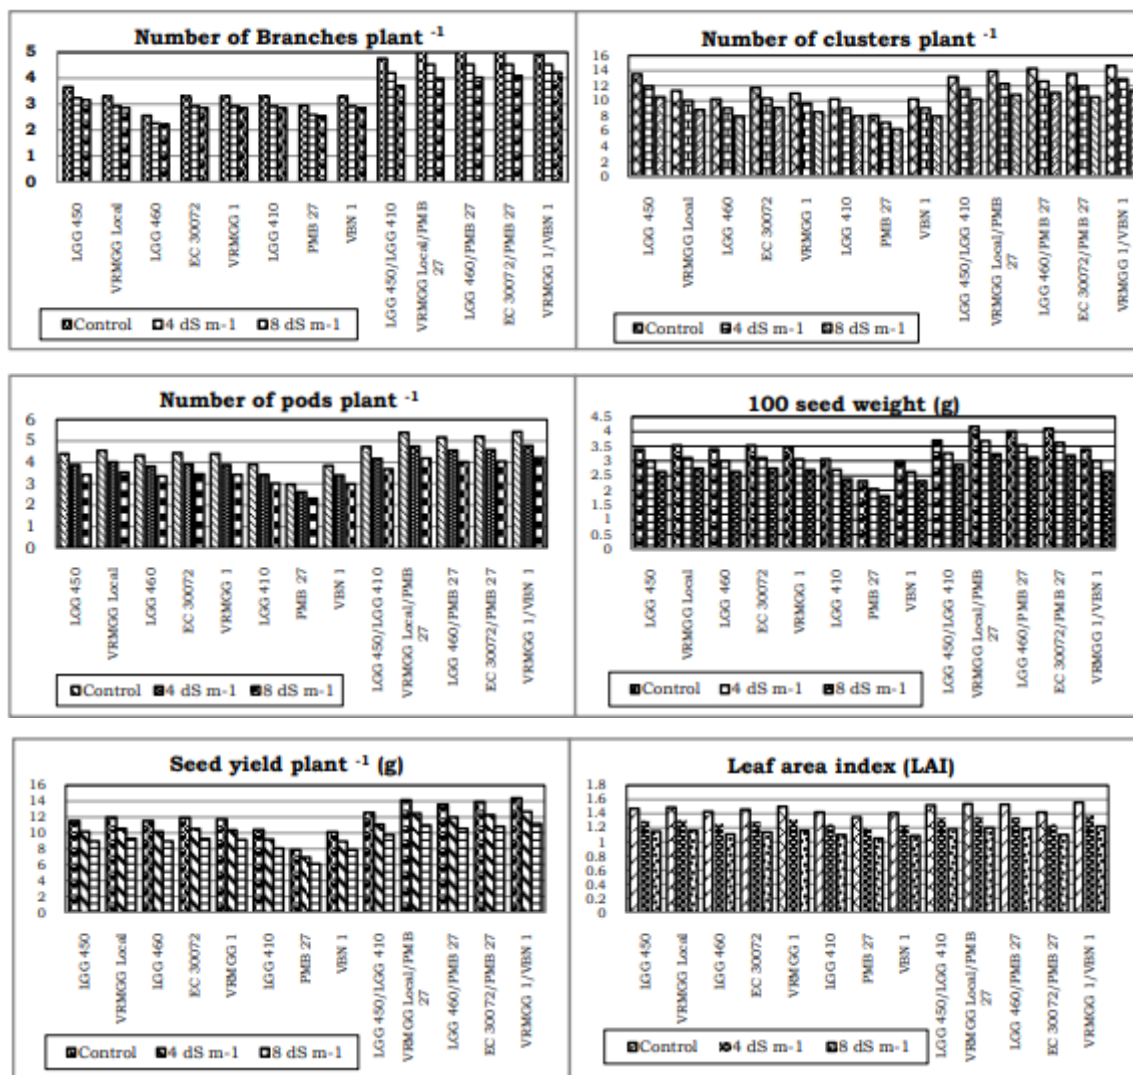 Number of Branches plant -1
5
4
3
2
1
0
LGG 450
VRMGG Local
LGG 460
EC 30072
VRMGG 1
LGG 410
PMB 27
VBN 1
LGG 450/LGG 410
VRMGG Local/PMB
27
LGG 460/PMB 27
EC 30072/PMB 27
VRMGG 1/VBN 1
Control 4 dS m-1 8 dS m-1
Number of clusters plant -1
16
14
12
10
8
6
4
2
0
LGG 450
VRMGG Local
LGG 460
EC 30072
VRMGG 1
LGG 410
PMB 27
VBN 1
LGG 450/LGG 410
VRMGG Local/PMB
27
LGG 460/PMB 27
EC 30072/PMB 27
VRMGG 1/VBN 1
Control 4 dS m-1 8 dS m-1
Number of pods plant -1
6
5
4
3
2
1
0
LGG 450
VRMGG Local
LGG 460
EC 30072
VRMGG 1
LGG 410
PMB 27
VBN 1
LGG 450/LGG 410
VRMGG Local/PMB
27
LGG 460/PMB 27
EC 30072/PMB 27
VRMGG 1/VBN 1
Control 4 dS m-1 8 dS m-1
100 seed weight (g)
4.5
4
3.5
3
2.5
2
1.5
1
0.5
0
LGG 450
VRMGG Local
LGG 460
EC 30072
VRMGG 1
LGG 410
PMB 27
VBN 1
LGG 450/LGG 410
VRMGG Local/PMB
27
LGG 460/PMB 27
EC 30072/PMB 27
VRMGG 1/VBN 1
Control 4 dS m-1 8 dS m-1
Seed yield plant -1 (g)
16
14
12
10
8
6
4
2
0
LGG 450
VRMGG Local
LGG 460
EC 30072
VRMGG 1
LGG 410
PMB 27
VBN 1
LGG 450/LGG 410
VRMGG Local/PMB
27
LGG 460/PMB 27
EC 30072/PMB 27
VRMGG 1/VBN 1
Control 4 dS m-1 8 dS m-1
Leaf area index (LAI)
1.8
1.6
1.4
1.2
1
0.8
0.6
0.4
0.2
0
LGG 450
VRMGG Local
LGG 460
EC 30072
VRMGG 1
LGG 410
PMB 27
VBN 1
LGG 450/LGG 410
VRMGG Local/PMB
27
LGG 460/PMB 27
EC 30072/PMB 27
VRMGG 1/VBN 1
Control 4 dS m-1 8 dS m-1